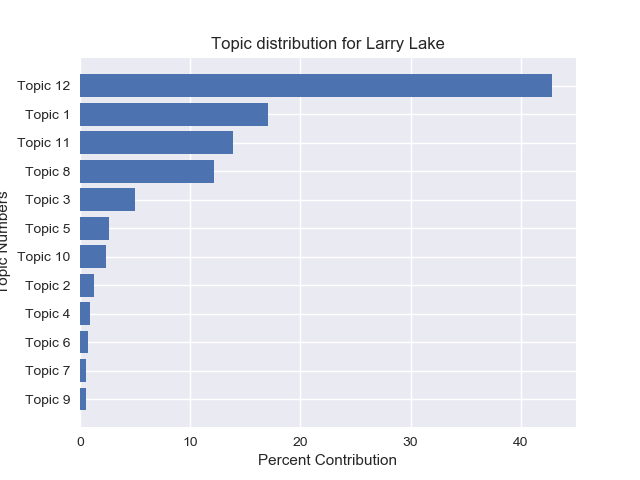 Topic distribution for Larry Lake
Topic 12
Topic 1
Topic 11
Topic 8
Topic 3
Topic 5
Topic 10
Topic 2
Topic 4
Topic 6
Topic 7
Topic 9
Topic Numbers
0 10 20 30 40
Percent Contribution